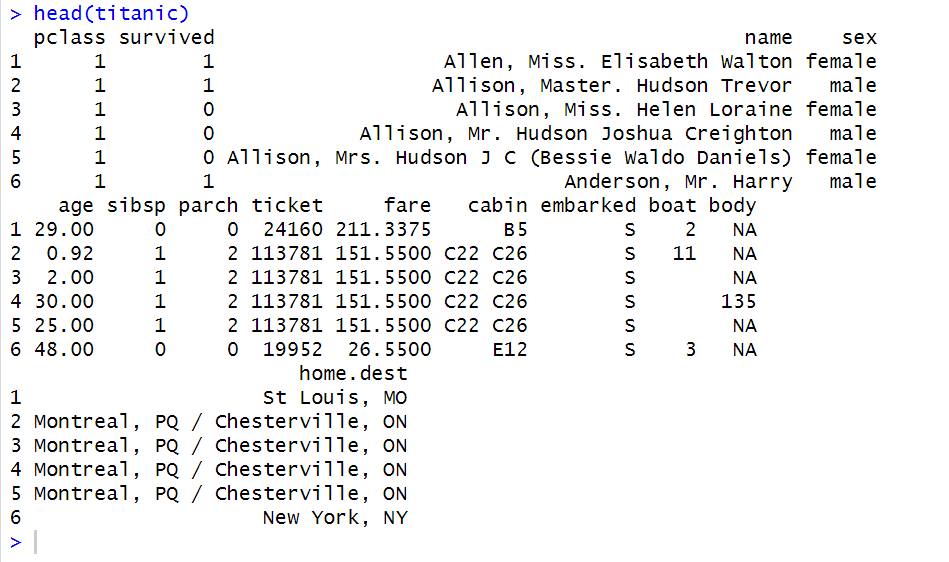 > head(titanic)
  pclass survived                                            name    sex
1      1        1                   Allen, Miss. Elisabeth Walton female
2      1        1                  Allison, Master. Hudson Trevor   male
3      1        0                    Allison, Miss. Helen Loraine female
4      1        0            Allison, Mr. Hudson Joshua Creighton   male
5      1        0 Allison, Mrs. Hudson J C (Bessie Waldo Daniels) female
6      1        1                             Anderson, Mr. Harry   male
    age sibsp parch ticket     fare   cabin embarked boat body
1 29.00     0     0  24160 211.3375      B5        S    2   NA
2  0.92     1     2 113781 151.5500 C22 C26        S   11   NA
3  2.00     1     2 113781 151.5500 C22 C26        S        NA
4 30.00     1     2 113781 151.5500 C22 C26        S       135
5 25.00     1     2 113781 151.5500 C22 C26        S        NA
6 48.00     0     0  19952  26.5500     E12        S    3   NA
                        home.dest
1                    St Louis, MO
2 Montreal, PQ / Chesterville, ON
3 Montreal, PQ / Chesterville, ON
4 Montreal, PQ / Chesterville, ON
5 Montreal, PQ / Chesterville, ON
6                    New York, NY
>